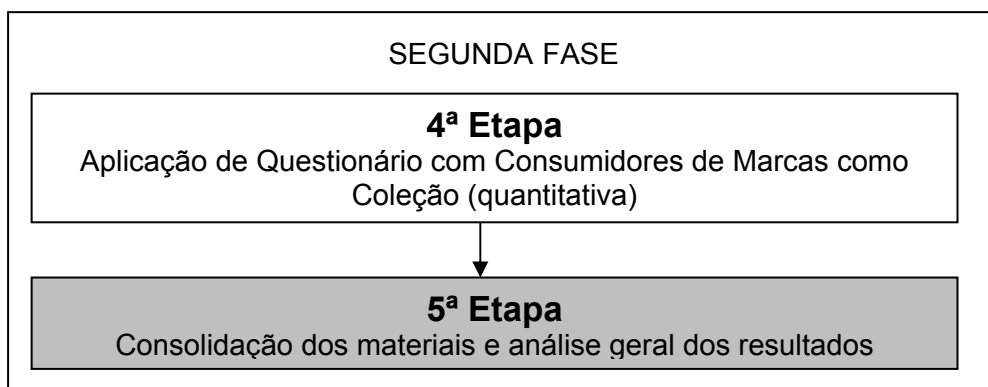 SEGUNDA FASE
4ª Etapa
Aplicação de Questionário com Consumidores de Marcas como
Coleção (quantitativa)
5ª Etapa
Consolidação dos materiais e análise geral dos resultados